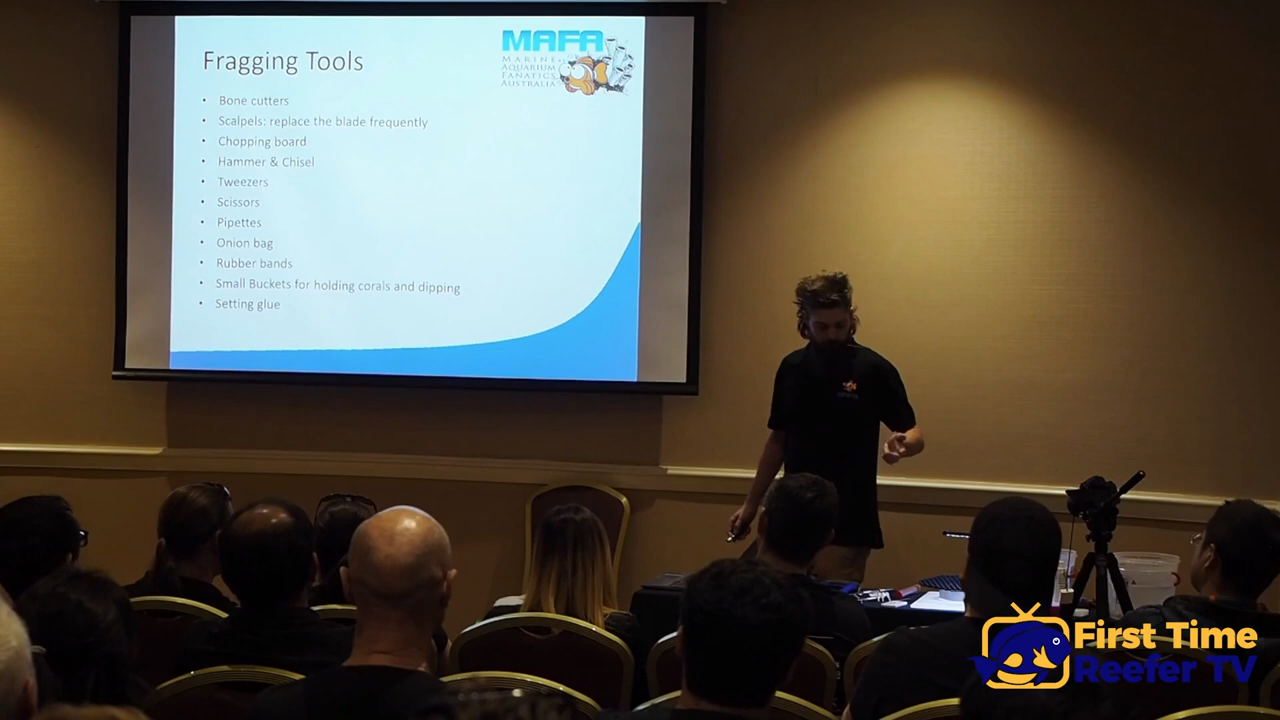 Fragging Tools
MAFA
MARINE
AQUARIUM
FANATICS
AUSTRALIA
• Bone cutters
• Scalpels: replace the blade frequently
• Chopping board
• Hammer & Chisel
• Tweezers
• Scissors
• Pipettes
• Onion bag
• Rubber bands
• Small Buckets for holding corals and dipping
• Setting glue
First Time
Reefer TV